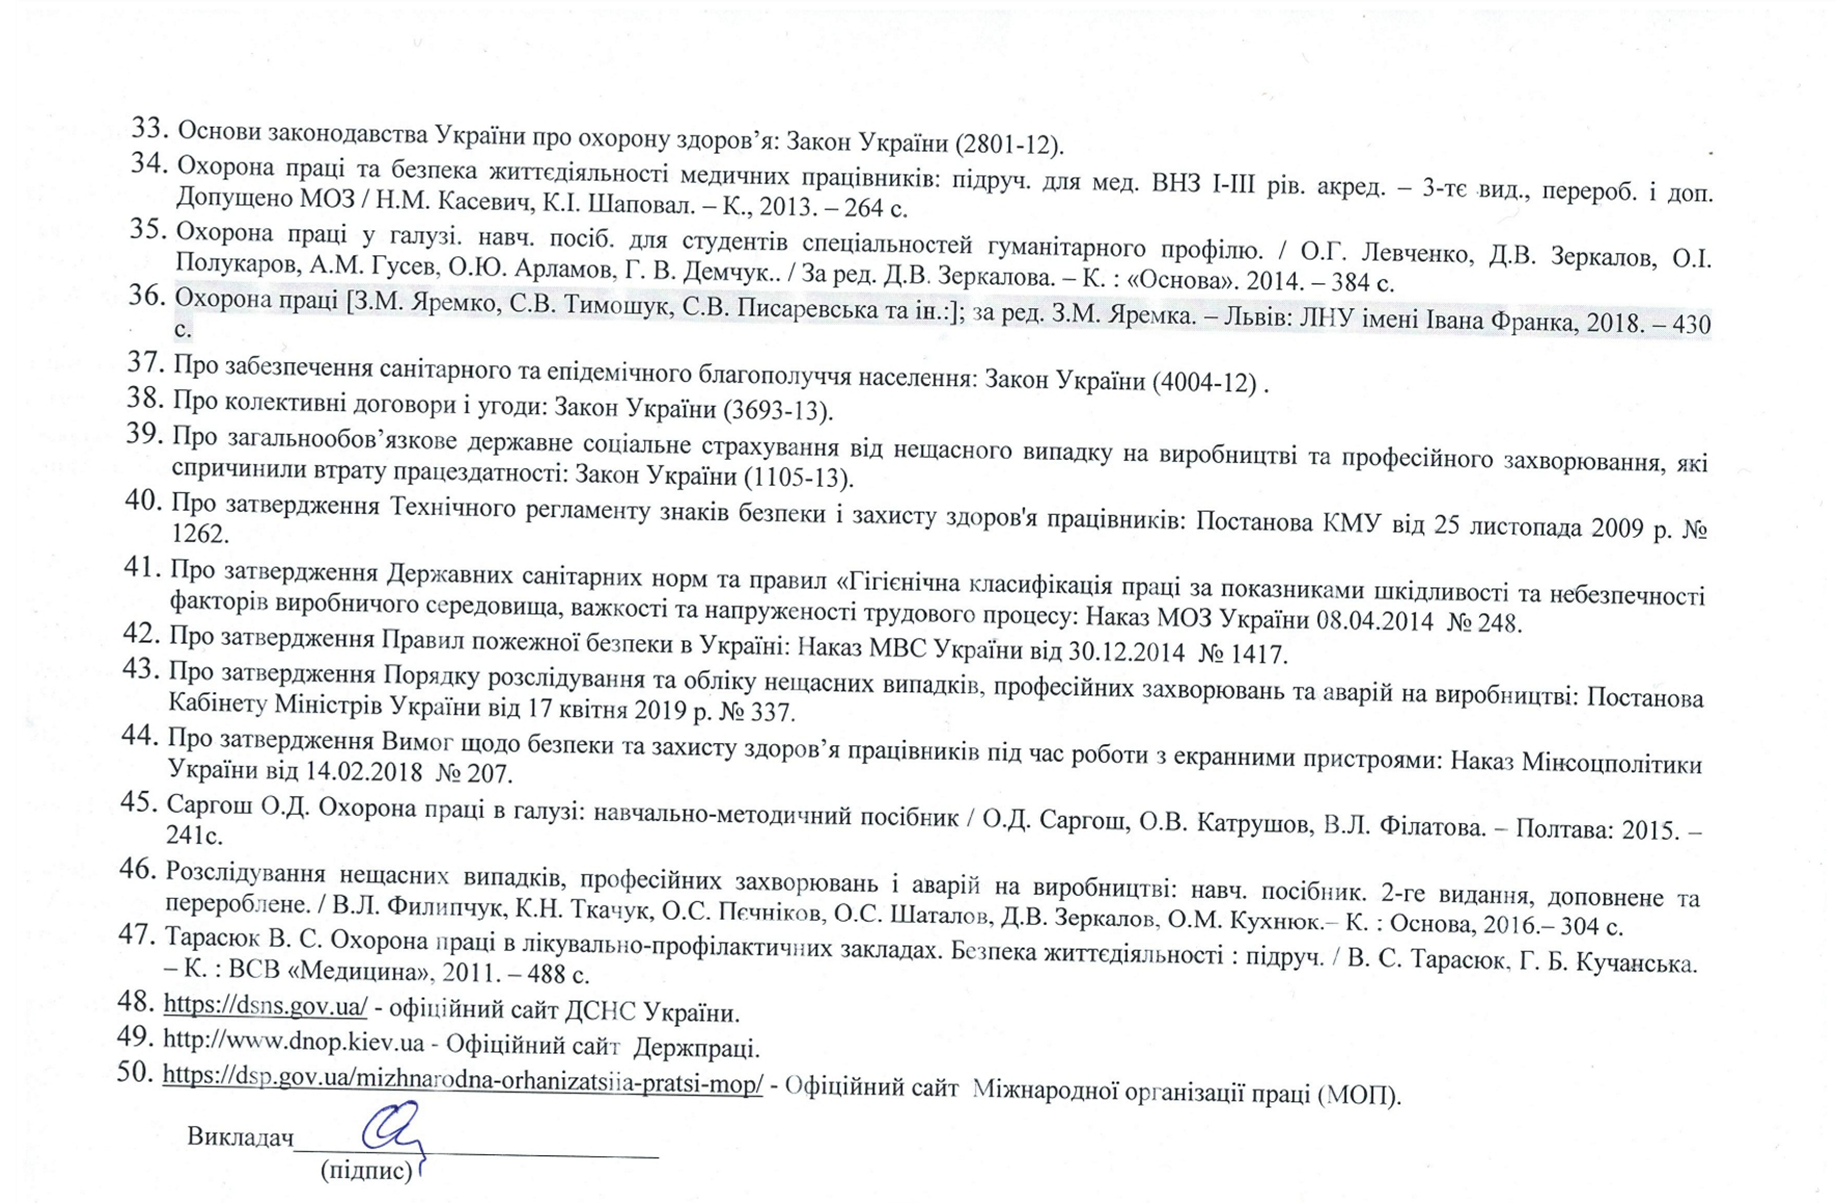 33. Основи законодавства України про охорону здоров’я: Закон України (2801-12).
34. Охорона праці та безпека життєдіяльності медичних працівників: підруч. для мед. ВНЗ І-ІІІ рів. акред. – 3-тє вид., перероб. і доп.
Допущено МОЗ / Н.М. Касевич, К.І. Шаповал. – К., 2013. – 264 с.
35. Охорона праці у галузі. навч. посіб. для студентів спеціальностей гуманітарного профілю. / О.Г. Левченко, Д.В. Зеркалов, О.І.
Полукаров, А.М. Гусев, О.Ю. Арламов, Г. В. Демчук.. / За ред. Д.В. Зеркалова. – К. : «Основа». 2014. – 384 с.
36. Охорона праці [З.М. Яремко, С.В. Тимошук, С.В. Писаревська та ін.:]; за ред. З.М. Яремка. – Львів: ЛНУ імені Івана Франка, 2018. – 430
с.
37. Про забезпечення санітарного та епідемічного благополуччя населення: Закон України (4004-12) .
38. Про колективні договори і угоди: Закон України (3693-13).
39. Про загальнообов’язкове державне соціальне страхування від нещасного випадку на виробництві та професійного захворювання, які
спричинили втрату працездатності: Закон України (1105-13).
40. Про затвердження Технічного регламенту знаків безпеки і захисту здоров'я працівників: Постанова КМУ від 25 листопада 2009 р. №
1262.
41. Про затвердження Державних санітарних норм та правил «Гігієнічна класифікація праці за показниками шкідливості та небезпечності
факторів виробничого середовища, важкості та напруженості трудового процесу: Наказ МОЗ України 08.04.2014 № 248.
42. Про затвердження Правил пожежної безпеки в Україні: Наказ МВС України від 30.12.2014 № 1417.
43. Про затвердження Порядку розслідування та обліку нещасних випадків, професійних захворювань та аварій на виробництві: Постанова
Кабінету Міністрів України від 17 квітня 2019 р. № 337.
44. Про затвердження Вимог щодо безпеки та захисту здоров’я працівників під час роботи з екранними пристроями: Наказ Мінсоцполітики
України від 14.02.2018 № 207.
45. Саргош О.Д. Охорона праці в галузі: навчально-методичний посібник / О.Д. Саргош, О.В. Катрушов, В.Л. Філатова. – Полтава: 2015. –
241с.
46. Розслідування нещасних випадків, професійних захворювань і аварій на виробництві: навч. посібник. 2-ге видання, доповнене та
перероблене. / В.Л. Филипчук, К.Н. Ткачук, О.С. Пєчніков, О.С. Шаталов, Д.В. Зеркалов, О.М. Кухнюк.– К. : Основа, 2016.– 304 с.
47. Тарасюк В. С. Охорона праці в лікувально-профілактичних закладах. Безпека життєдіяльності : підруч. / В. С. Тарасюк, Г. Б. Кучанська.
– К. : ВСВ «Медицина», 2011. – 488 с.
48. https://dsns.gov.ua/ - офіційний сайт ДСНС України.
49. http://www.dnop.kiev.ua - Офіційний сайт Держпраці.
50. https://dsp.gov.ua/mizhnarodna-orhanizatsiia-pratsi-mop/ - Офіційний сайт Міжнародної організації праці (МОП).
Викладач
(підпис)